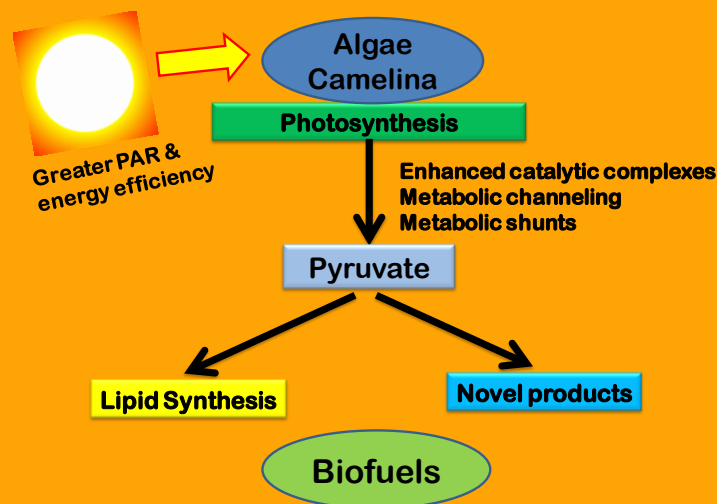 Algae
Camelina
Photosynthesis
Greater PAR &
energy efficiency
Enhanced catalytic complexes
Metabolic channeling
Metabolic shunts
Pyruvate
Lipid Synthesis
Novel products
Biofuels